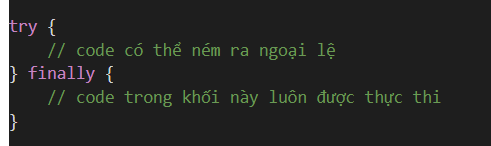 try {
    // code có thể ném ra ngoại lệ
} finally {
    // code trong khối này luôn được thực thi
}